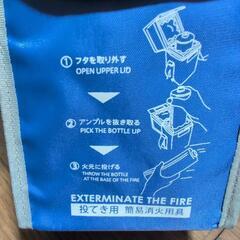 ① フタを取り外す
OPEN UPPER LID
② アンプルを抜き取る
PICK THE BOTTLE UP
③ 火元に投げる
THROW THE BOTTLE
AT THE BASE OF THE FIRE
EXTERMINATE THE FIRE
投てき用 簡易消火用具